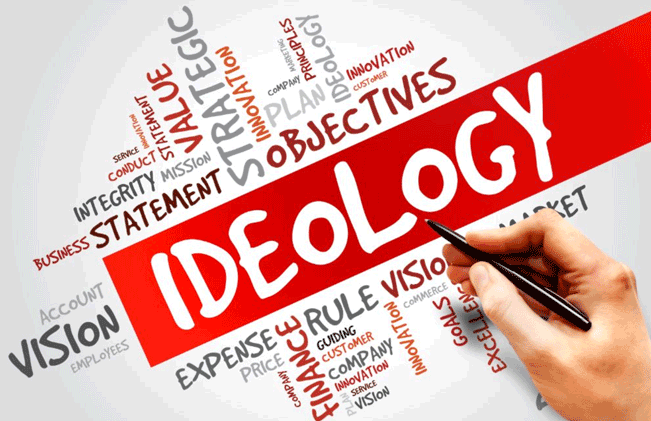 STRATEGIC
VALUE
STATEMENT
INNOVATION
SERVICE
CONDUCT
INTEGRITY
MISSION
STATEMENT
BUSINESS
INNOVATION
INNOVATION
MARKETING
COMPANY
PLAN
PRINCIPLES
IDEOLOGY
INNOVATION
CUSTOMER
OBJECTIVES
IDEOLOGY
ACCOUNT
VISION
EMPLOYEES
EXPENSE
PRICE
COMPANY
FINANCE
RULE
GUIDING
CUSTOMER
COMPANY
INNOVATION
SERVICE
PLAN
VISION
INNOVATION
VISION
COMMERCE
GOALS
MARKET